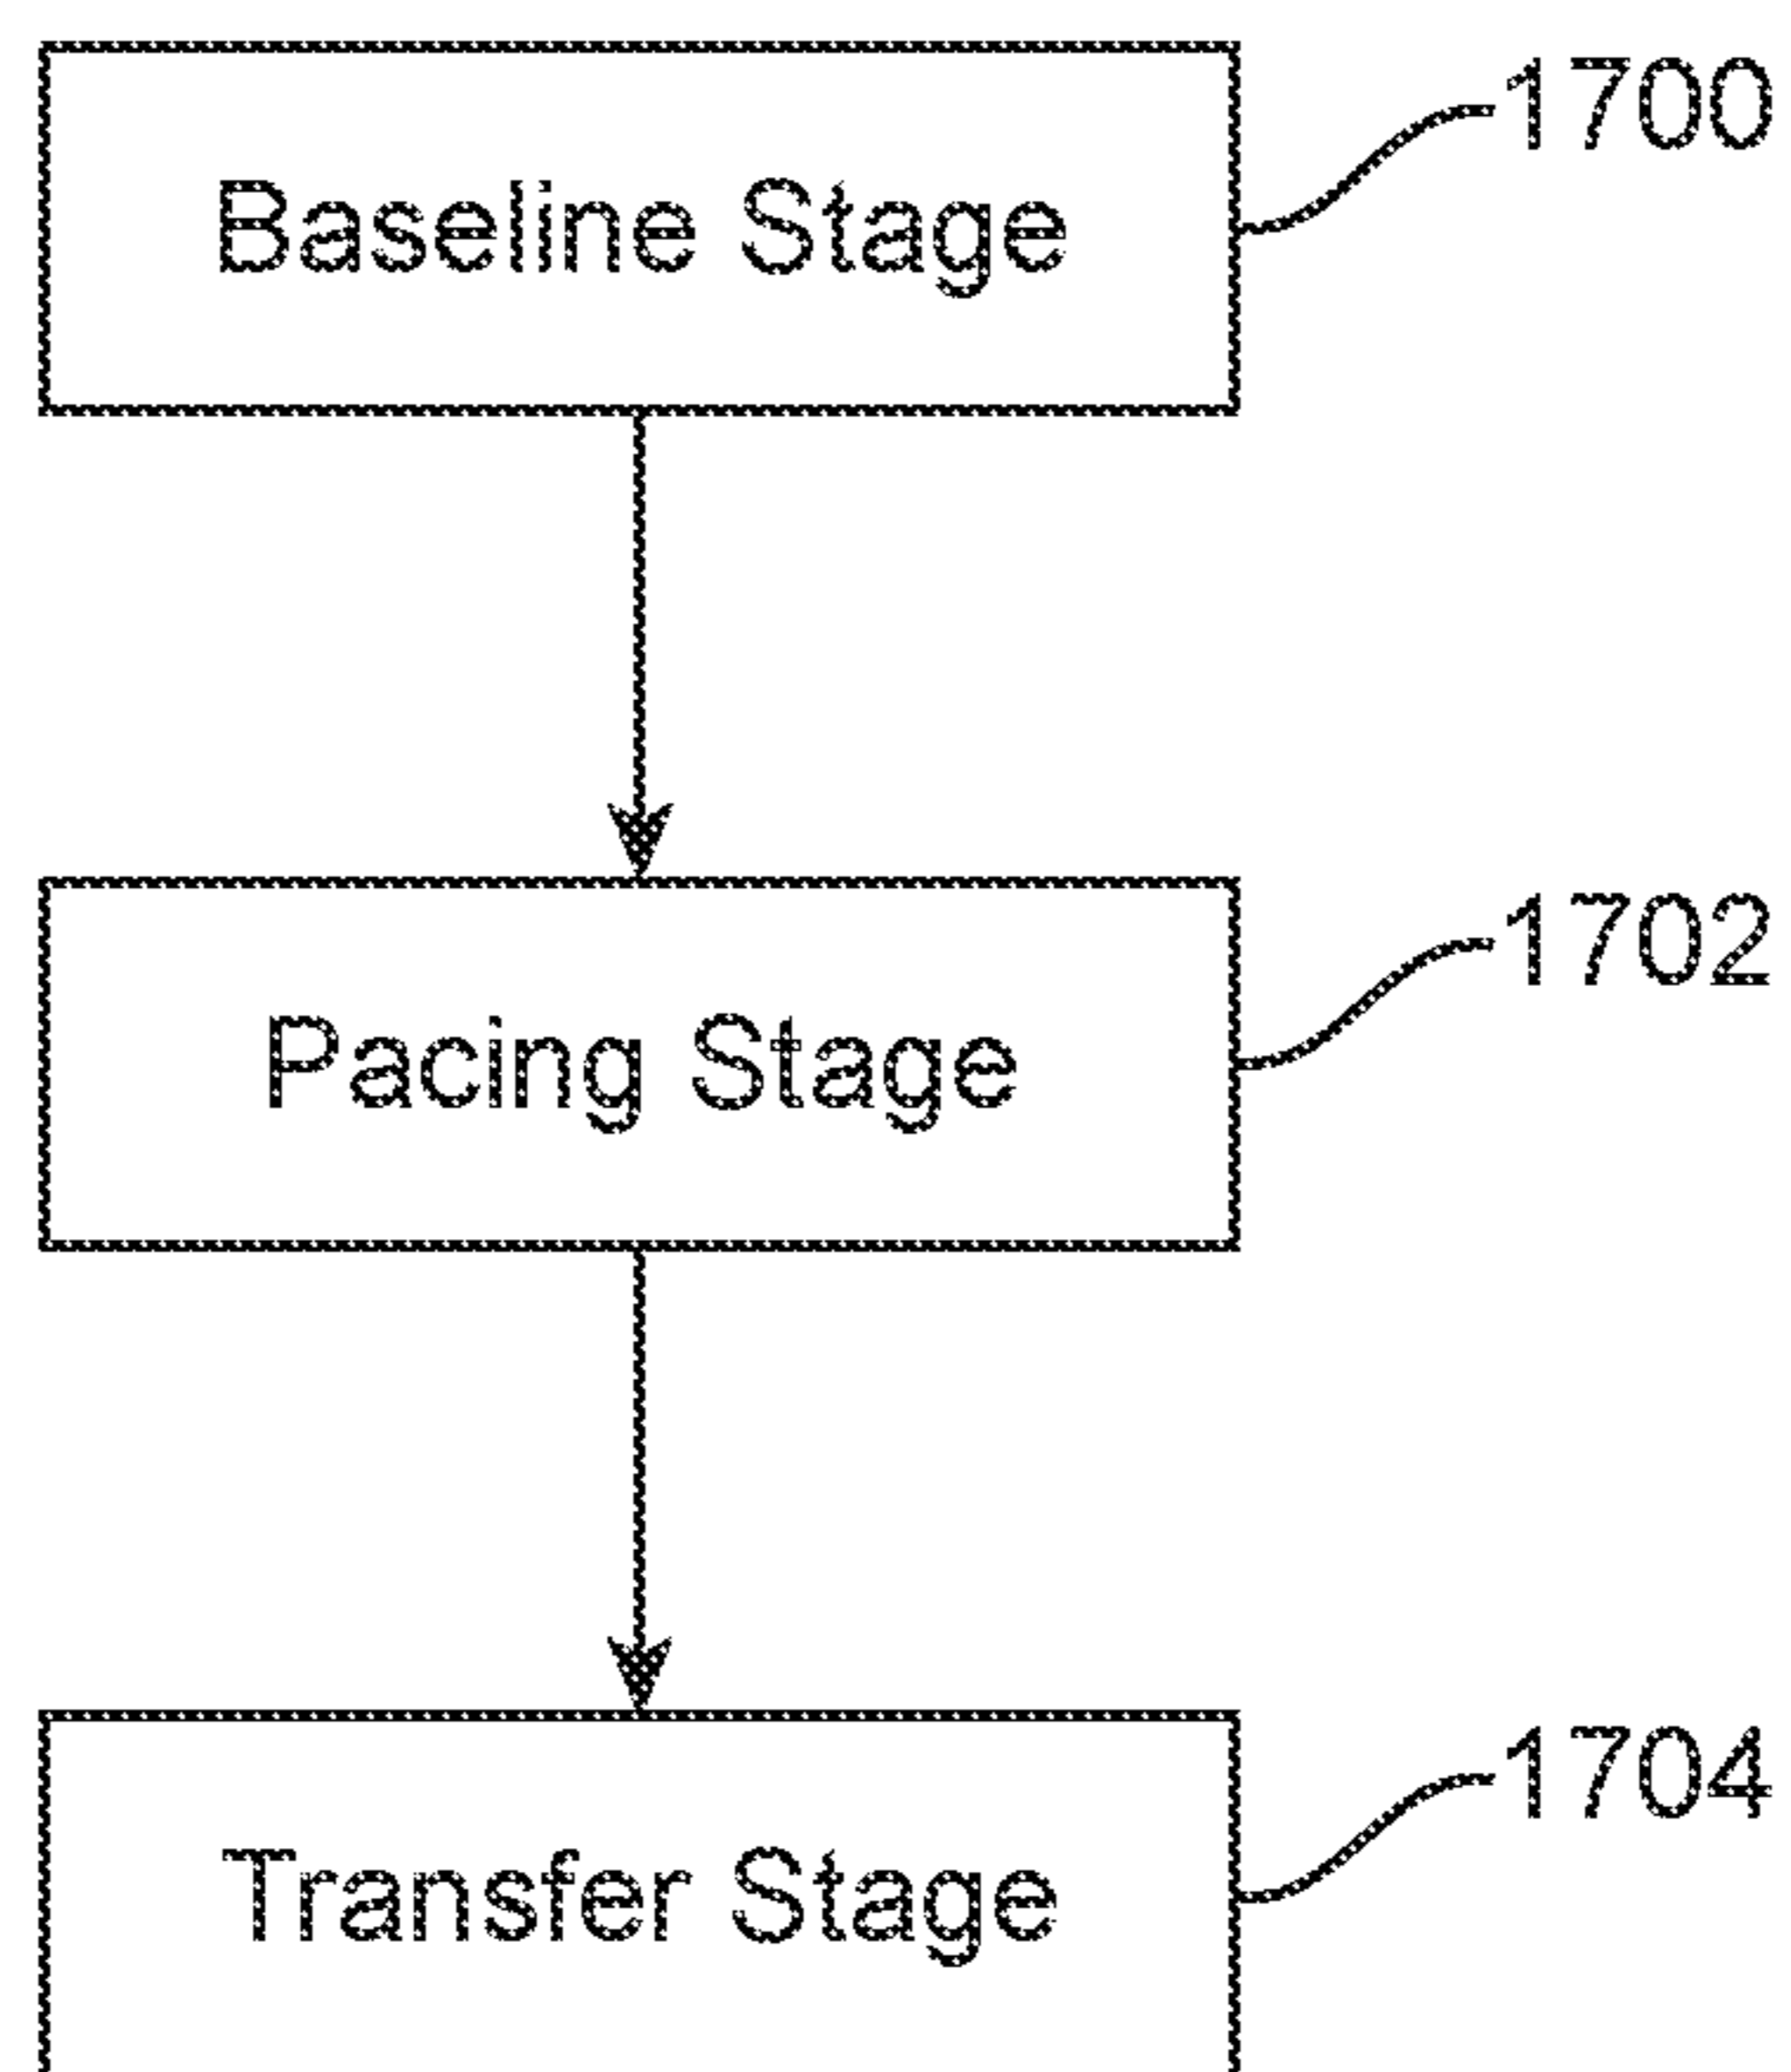 1700
Baseline Stage
1702
Pacing Stage
1704
Transfer Stage